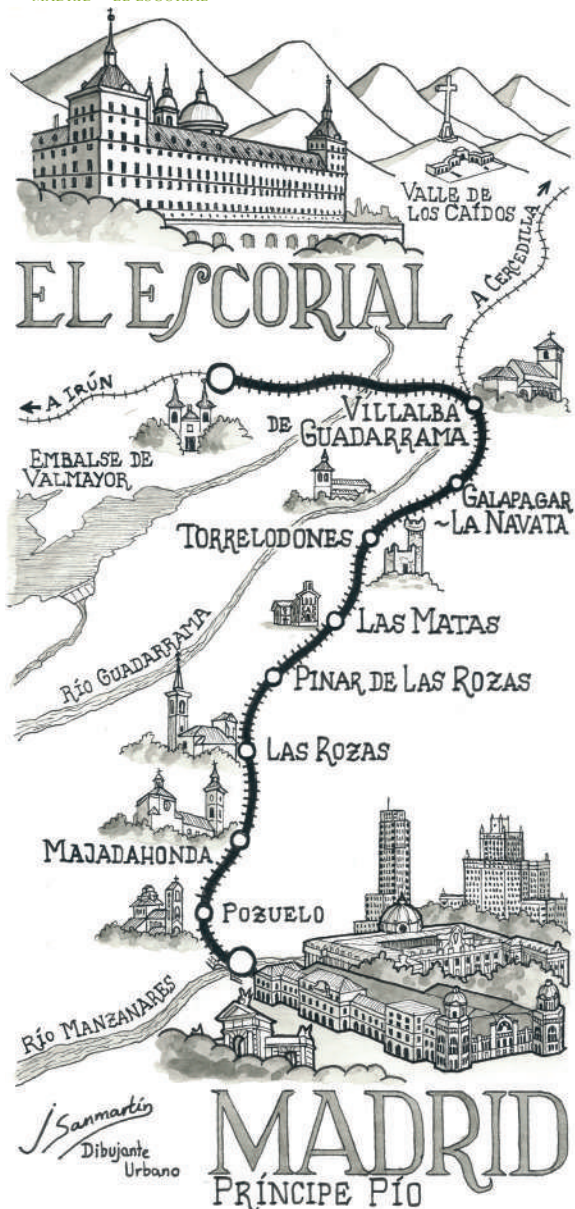 VALLE DE
LOS CAÍDOS
EL ESCORIAL
A CERCEDILLA
← A IRÚN
VILLALBA
DE GUADARRAMA
EMBALSE DE
VALMAYOR
GALAPAGAR
~LA NAVATA
TORRELODONES
LAS MATAS
RÍO GUADARRAMA
PINAR DE LAS ROZAS
LAS ROZAS
MAJADAHONDA
POZUELO
RÍO MANZANARES
J Sanmartín
Dibujante
Urbano
MADRID
PRÍNCIPE PÍO